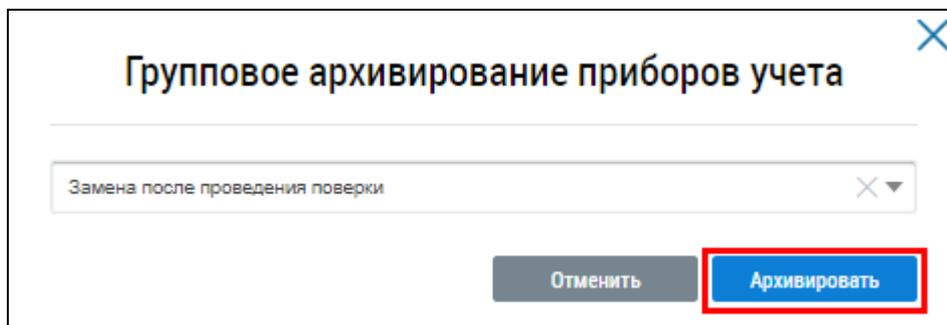 Групповое архивирование приборов учета
Замена после проведения поверки
Отменить
Архивировать